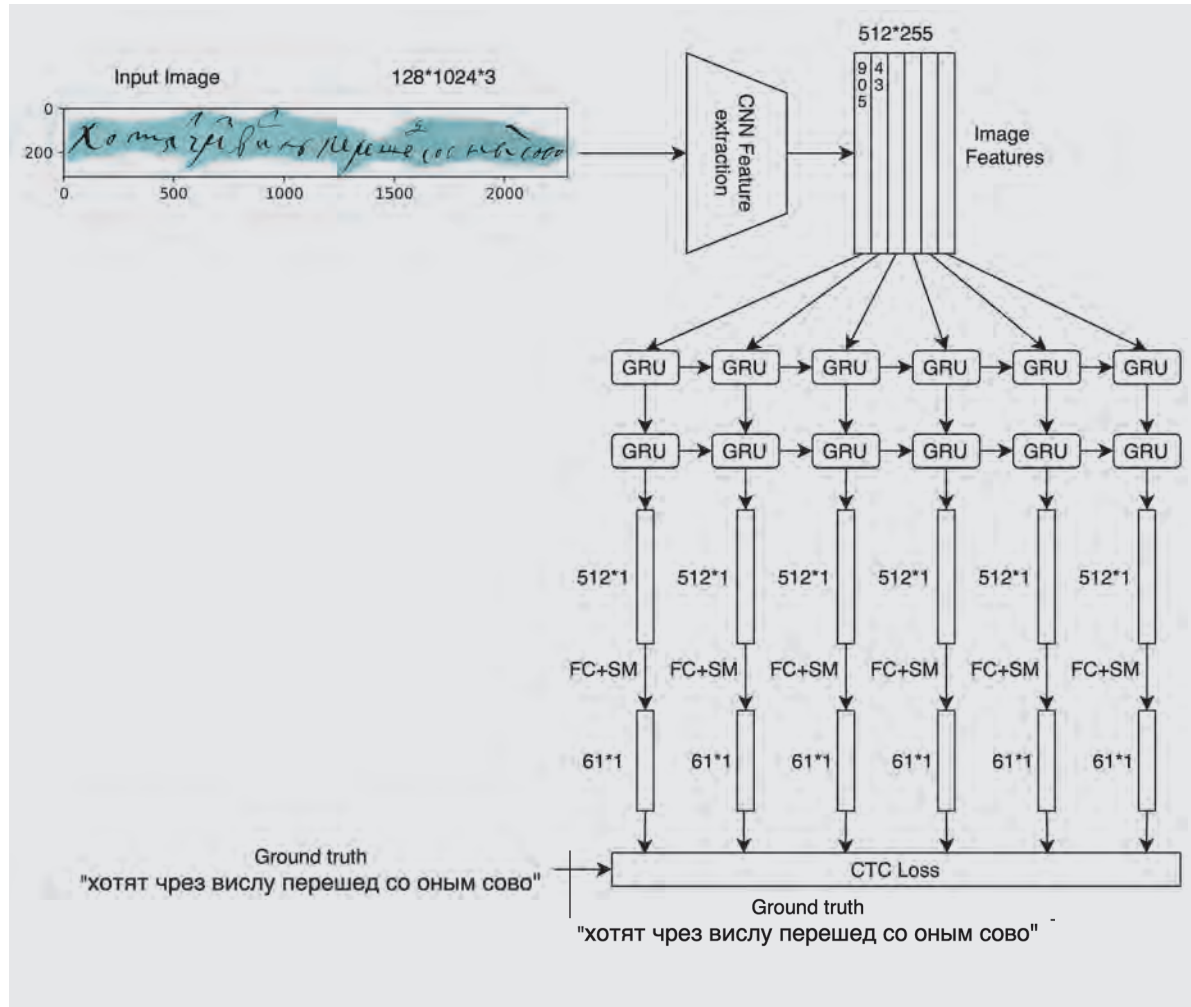 512*255
Input Image 128*1024*3
9 4
0 3
5
0
200
0 500 1000 1500 2000
CNN Feature
extraction
Image
Features
GRU GRU GRU GRU GRU GRU
GRU GRU GRU GRU GRU GRU
512*1 512*1 512*1 512*1 512*1 512*1
FC+SM FC+SM FC+SM FC+SM FC+SM FC+SM
61*1 61*1 61*1 61*1 61*1 61*1
Ground truth
"хотят чрез вислу перешед со оным сово"
CTC Loss
Ground truth
"хотят чрез вислу перешед со оным сово"